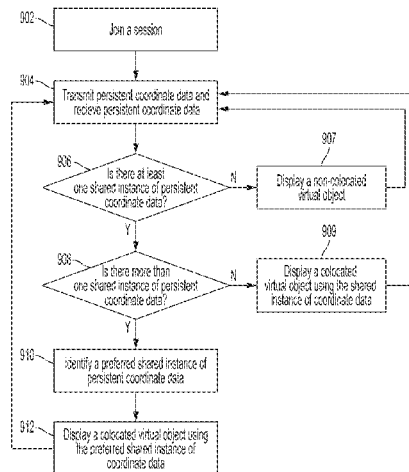 902
Join a session
904
Transmit persistent coordinate data and
recieve persistent coordinate data
906
Is there at least
one shared instance of persistent
coordinate data?
N
907
Display a non-colocated
virtual object
Y
908
Is there more than
one shared instance of persistent
coordinate data?
N
909
Display a colocated
virtual object using the shared
instance of coordinate data
Y
910
Identify a preferred shared instance of
persistent coordinate data
912
Display a colocated virtual object using
the preferred shared instance of
coordinate data